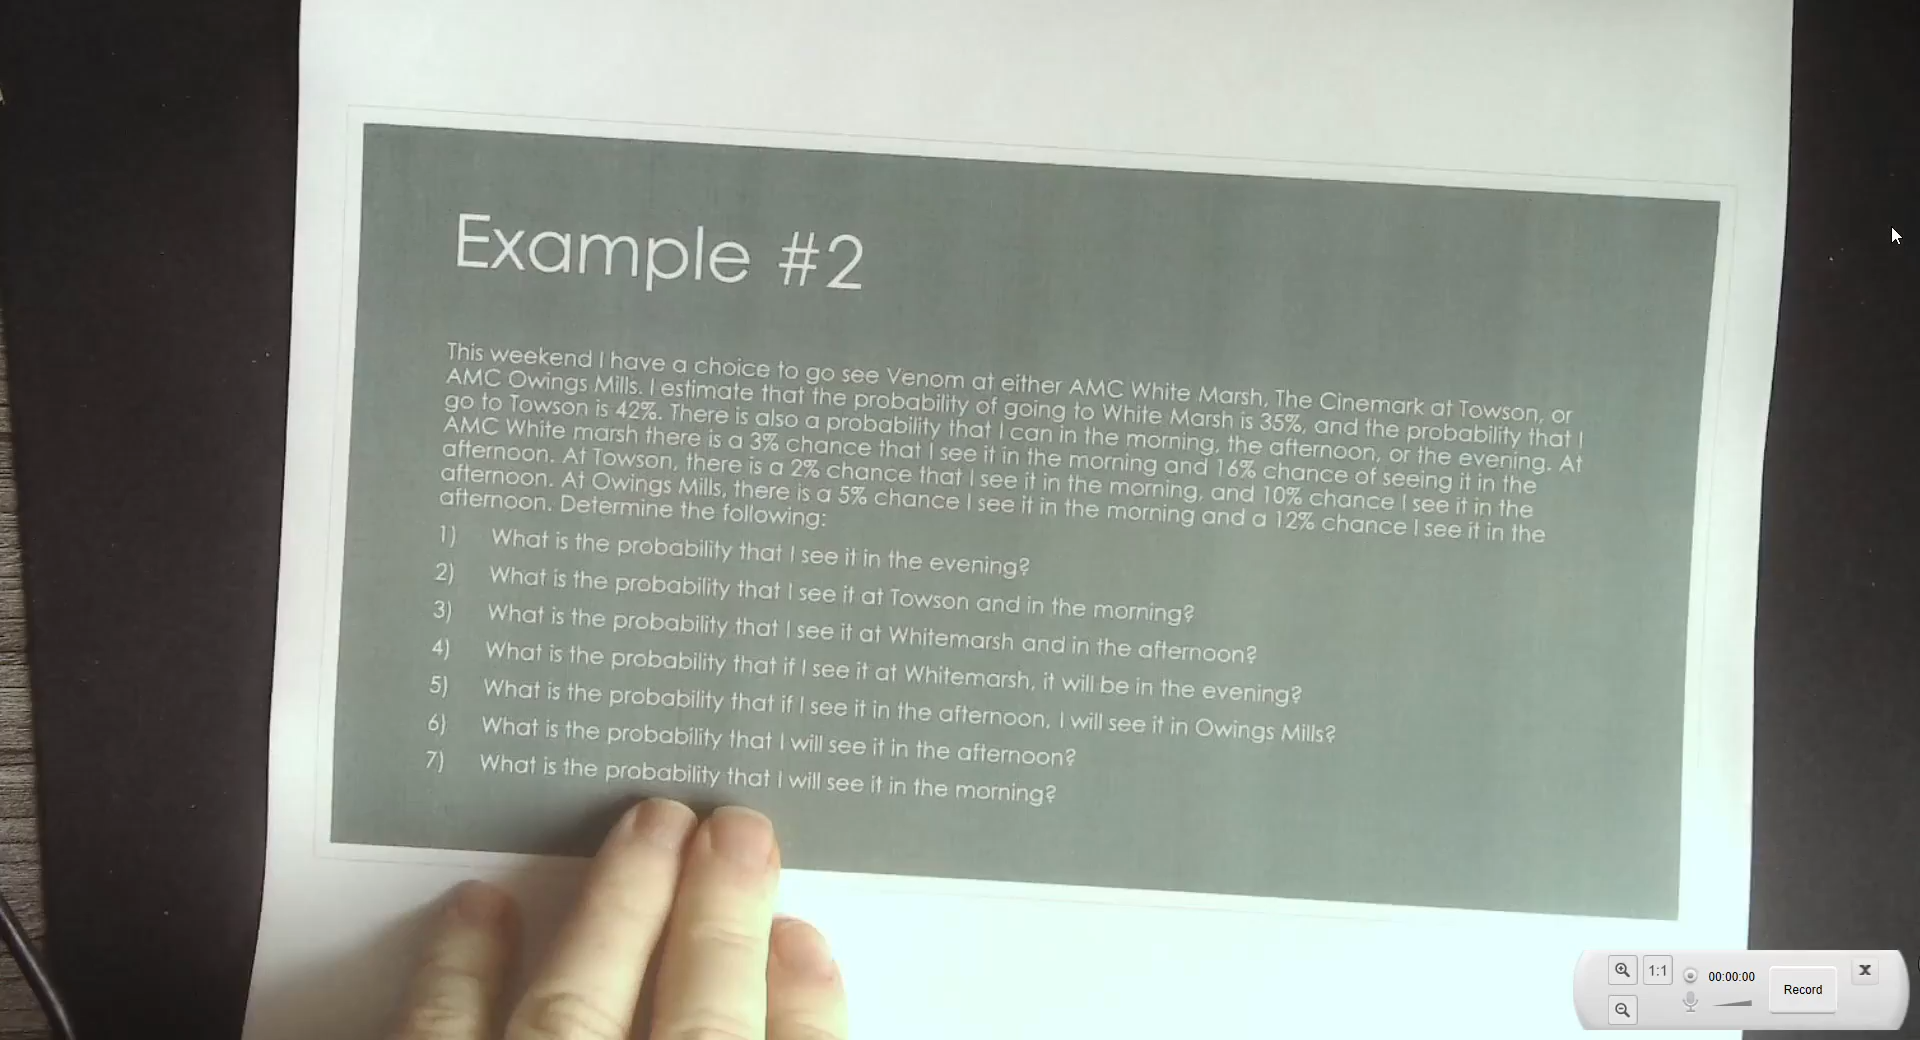 Example #2
This weekend I have a choice to go see Venom at either AMC White Marsh, The Cinemark at Towson, or
AMC Owings Mills. I estimate that the probability of going to White Marsh is 35%, and the probability that I
go to Towson is 42%. There is also a probability that I can in the morning, the afternoon, or the evening. At
AMC White marsh there is a 3% chance that I see it in the morning and 16% chance of seeing it in the
afternoon. At Towson, there is a 2% chance that I see it in the morning, and 10% chance I see it in the
afternoon. At Owings Mills, there is a 5% chance I see it in the morning and a 12% chance I see it in the
afternoon. Determine the following:
1) What is the probability that I see it in the evening?
2) What is the probability that I see it at Towson and in the morning?
3) What is the probability that I see it at Whitemarsh and in the afternoon?
4) What is the probability that if I see it at Whitemarsh, it will be in the evening?
5) What is the probability that if I see it in the afternoon, I will see it in Owings Mills?
6) What is the probability that I will see it in the afternoon?
7) What is the probability that I will see it in the morning?
1:1
00:00:00
Record
X